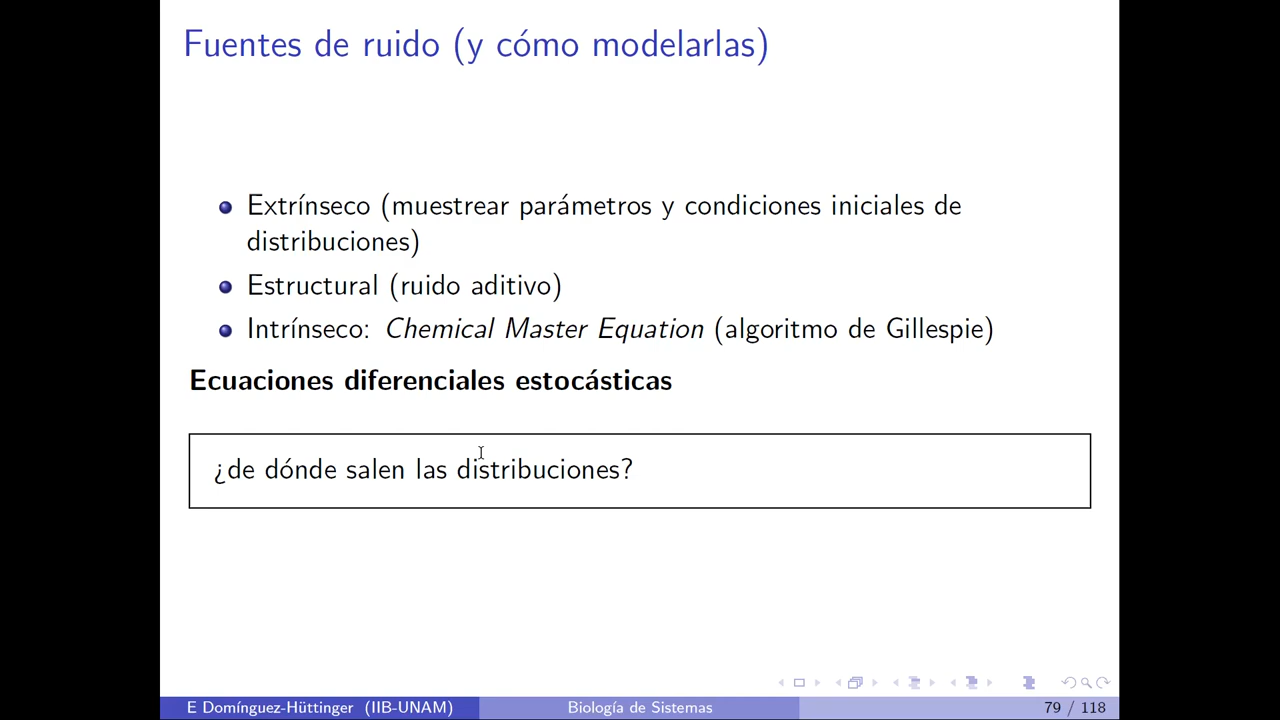 Fuentes de ruido (y cómo modelarlas)
Extrínseco (muestrear parámetros y condiciones iniciales de
distribuciones)
Estructural (ruido aditivo)
Intrínseco: Chemical Master Equation (algoritmo de Gillespie)
Ecuaciones diferenciales estocásticas
¿de dónde salen las distribuciones?
E Domínguez-Hüttinger (IIB-UNAM)
Biología de Sistemas
79 / 118